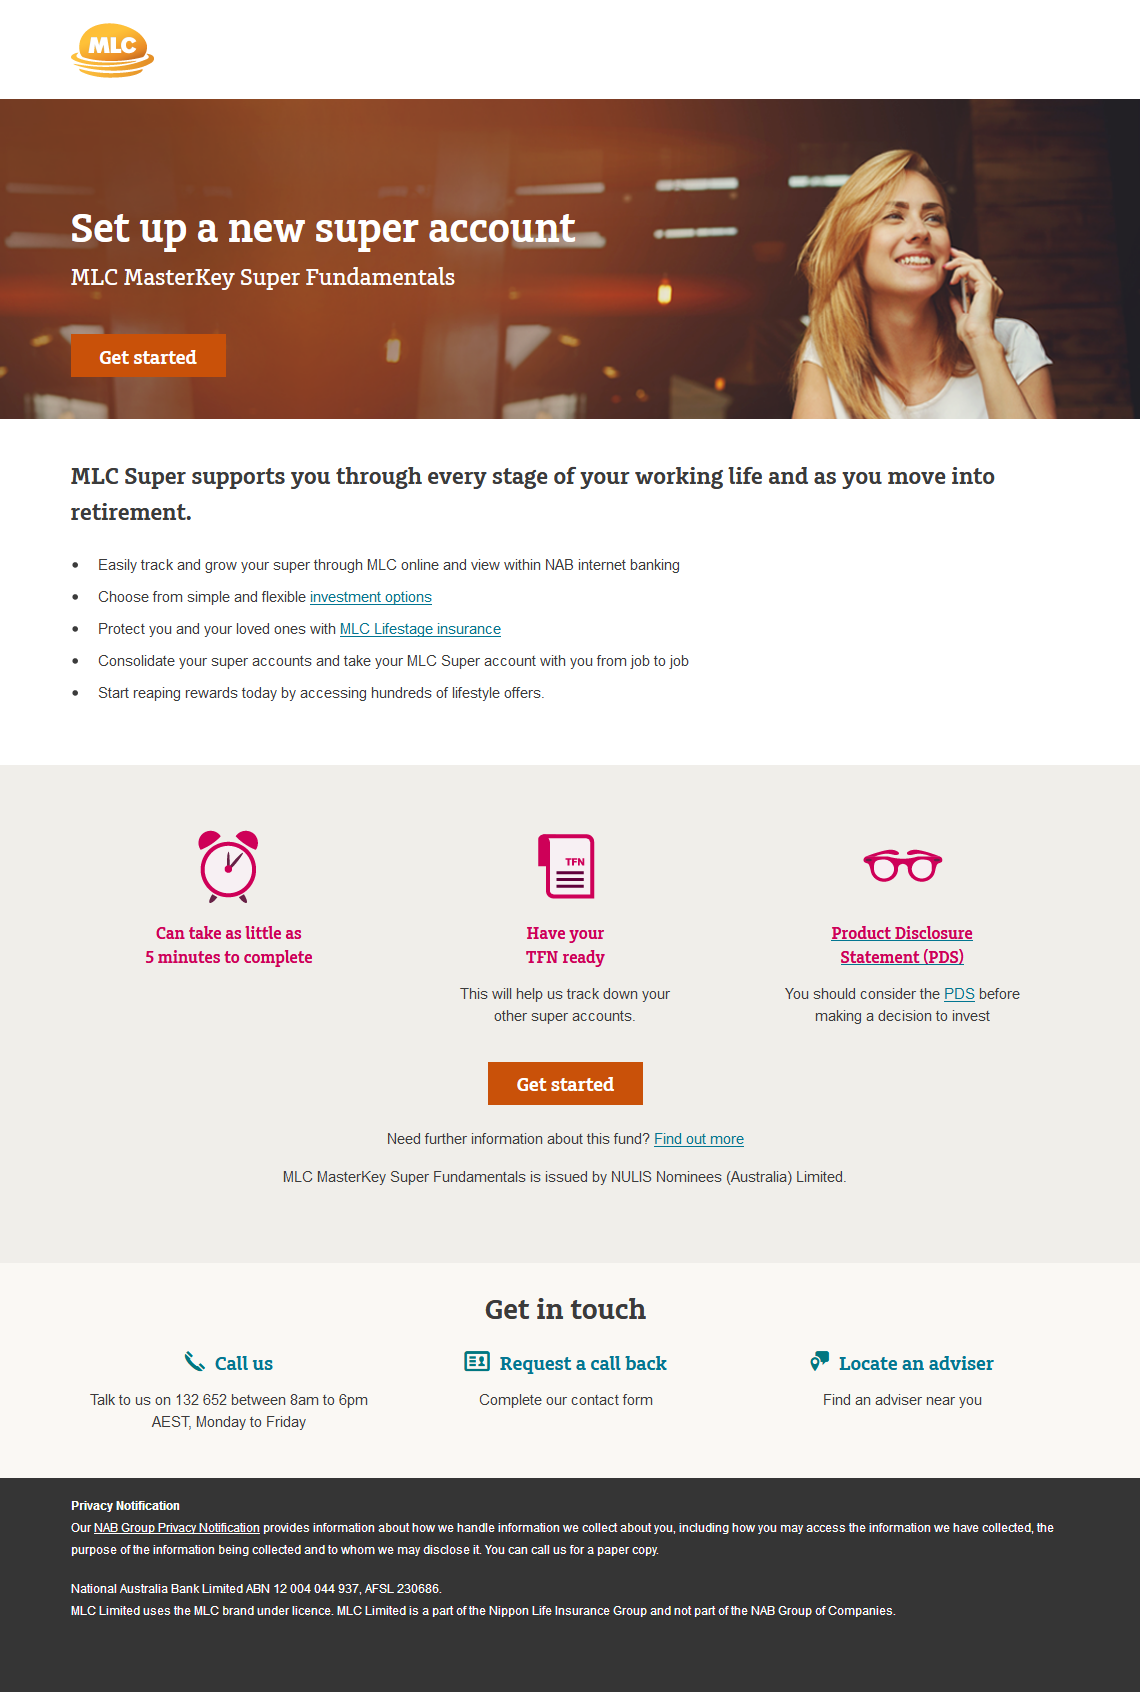 MLC
Set up a new super account
MLC MasterKey Super Fundamentals
Get started
MLC Super supports you through every stage of your working life and as you move into
retirement.
• Easily track and grow your super through MLC online and view within NAB internet banking
• Choose from simple and flexible investment options
• Protect you and your loved ones with MLC Lifestage insurance
• Consolidate your super accounts and take your MLC Super account with you from job to job
• Start reaping rewards today by accessing hundreds of lifestyle offers.
Can take as little as
5 minutes to complete
TFN
Have your
TFN ready
This will help us track down your
other super accounts.
Product Disclosure
Statement (PDS)
You should consider the PDS before
making a decision to invest
Get started
Need further information about this fund? Find out more
MLC MasterKey Super Fundamentals is issued by NULIS Nominees (Australia) Limited.
Get in touch
Call us
Talk to us on 132 652 between 8am to 6pm
AEST, Monday to Friday
Request a call back
Complete our contact form
Locate an adviser
Find an adviser near you
Privacy Notification
Our NAB Group Privacy Notification provides information about how we handle information we collect about you, including how you may access the information we have collected, the
purpose of the information being collected and to whom we may disclose it. You can call us for a paper copy.
National Australia Bank Limited ABN 12 004 044 937, AFSL 230686.
MLC Limited uses the MLC brand under licence. MLC Limited is a part of the Nippon Life Insurance Group and not part of the NAB Group of Companies.